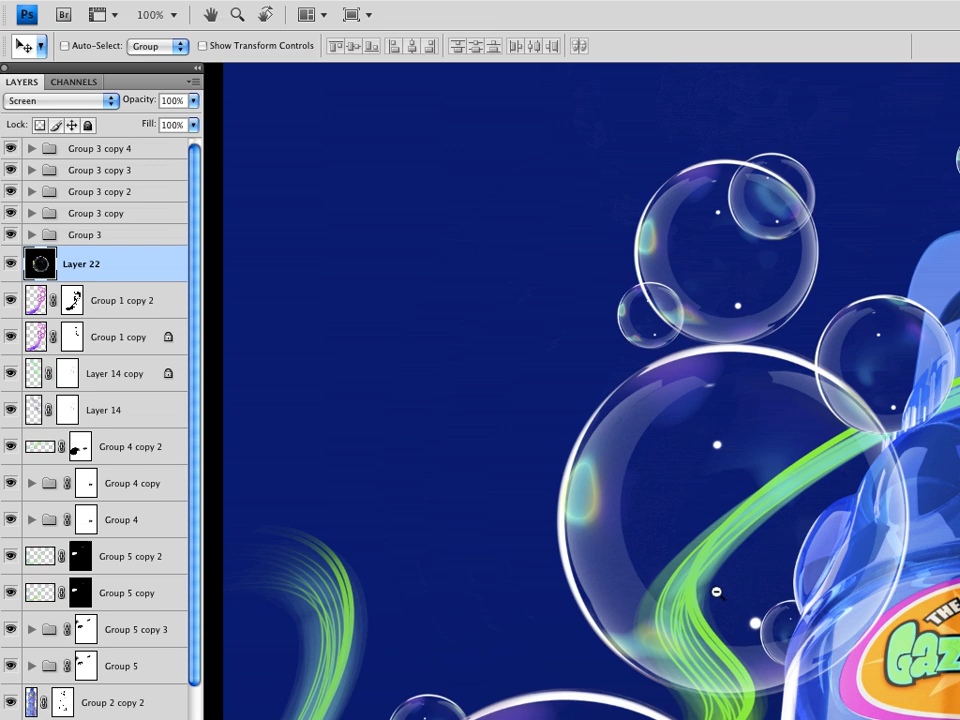 Ps Br 100%
Auto-Select: Group Show Transform Controls
LAYERS CHANNELS
Screen Opacity: 100%
Lock: Fill: 100%
Group 3 copy 4
Group 3 copy 3
Group 3 copy 2
Group 3 copy
Group 3
Layer 22
Group 1 copy 2
Group 1 copy
Layer 14 copy
Layer 14
Group 4 copy 2
Group 4 copy
Group 4
Group 5 copy 2
Group 5 copy
Group 5 copy 3
Group 5
Group 2 copy 2
THE